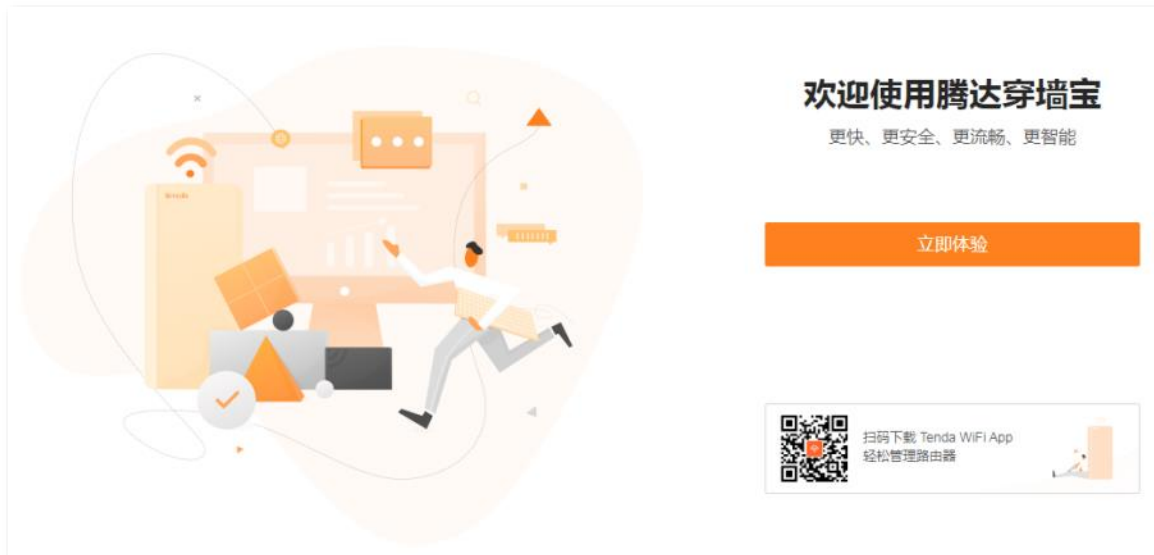 欢迎使用腾达穿墙宝
更快、更安全、更流畅、更智能
立即体验
扫码下载 Tenda WiFi App
轻松管理路由器